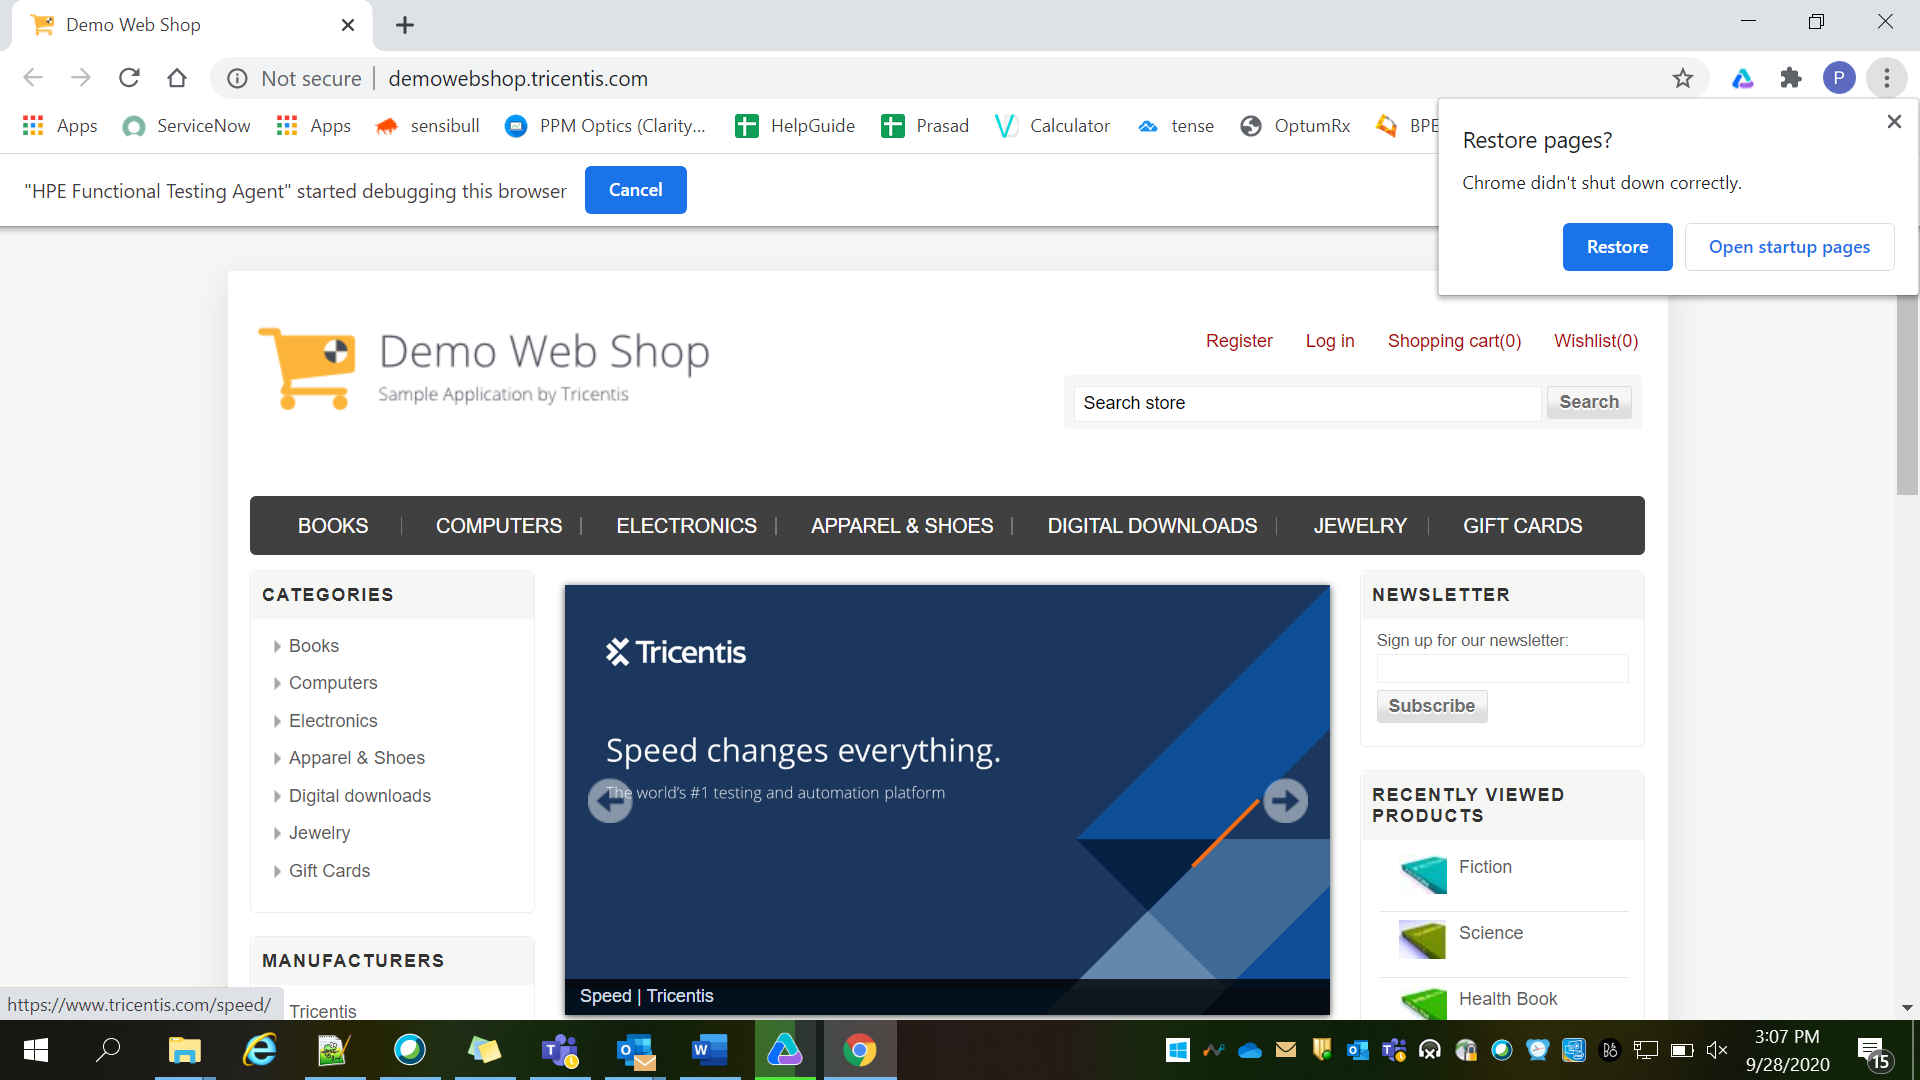 Demo Web Shop
Not secure
demowebshop.tricentis.com
P
Apps
ServiceNow
Apps
sensibull
PPM Optics (Clarity...
HelpGuide
Prasad
Calculator
tense
OptumRx
BPE
"HPE Functional Testing Agent" started debugging this browser
Cancel
Restore pages?
Chrome didn't shut down correctly.
Restore
Open startup pages
Demo Web Shop
Sample Application by Tricentis
Register
Log in
Shopping cart(0)
Wishlist(0)
Search store
Search
BOOKS
COMPUTERS
ELECTRONICS
APPAREL & SHOES
DIGITAL DOWNLOADS
JEWELRY
GIFT CARDS
CATEGORIES
Books
Computers
Electronics
Apparel & Shoes
Digital downloads
Jewelry
Gift Cards
MANUFACTURERS
Tricentis
Tricentis
Speed changes everything.
The world's #1 testing and automation platform
Speed | Tricentis
NEWSLETTER
Sign up for our newsletter:
Subscribe
RECENTLY VIEWED
PRODUCTS
Fiction
Science
Health Book
https://www.tricentis.com/speed/
3:07 PM
9/28/2020
15